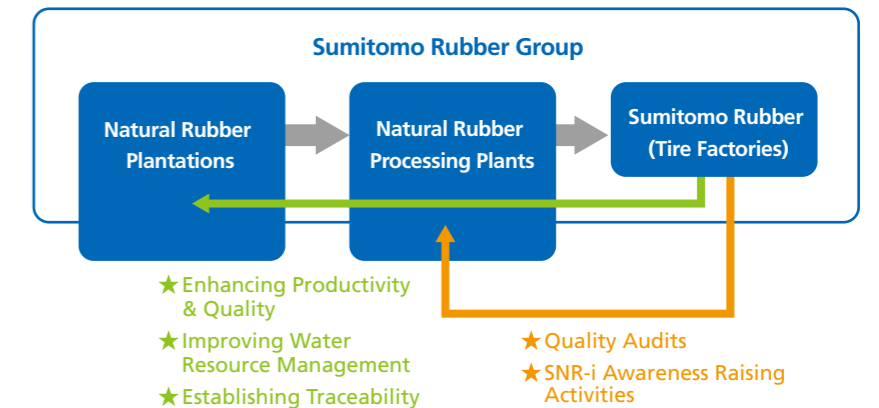 Sumitomo Rubber Group
Natural Rubber
Plantations
Natural Rubber
Processing Plants
Sumitomo Rubber
(Tire Factories)
★Enhancing Productivity
& Quality
★Improving Water
Resource Management
★Establishing Traceability
★Quality Audits
★SNR-i Awareness Raising
Activities